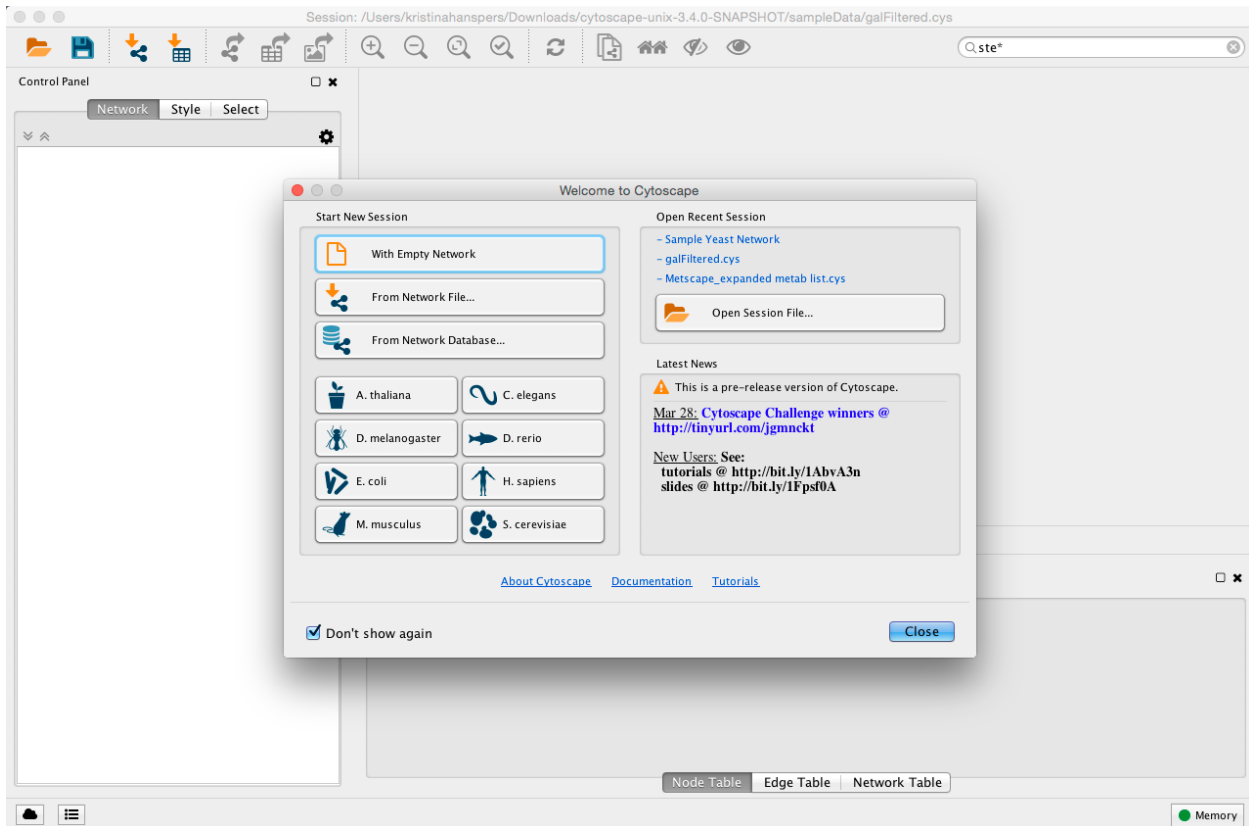 Session: /Users/kristinahanspers/Downloads/cytoscape-unix-3.4.0-SNAPSHOT/sampleData/galFiltered.cys
ste*
Control Panel
Network Style Select
Welcome to Cytoscape
Start New Session
With Empty Network
From Network File...
From Network Database...
A. thaliana C. elegans
D. melanogaster D. rerio
E. coli H. sapiens
M. musculus S. cerevisiae
Open Recent Session
- Sample Yeast Network
- galFiltered.cys
- Metscape_expanded metab list.cys
Open Session File...
Latest News
This is a pre-release version of Cytoscape.
Mar 28: Cytoscape Challenge winners @
http://tinyurl.com/jgmnckt
New Users: See:
tutorials @ http://bit.ly/1AbvA3n
slides @ http://bit.ly/1Fpsf0A
About Cytoscape Documentation Tutorials
Don't show again
Close
Node Table Edge Table Network Table
Memory